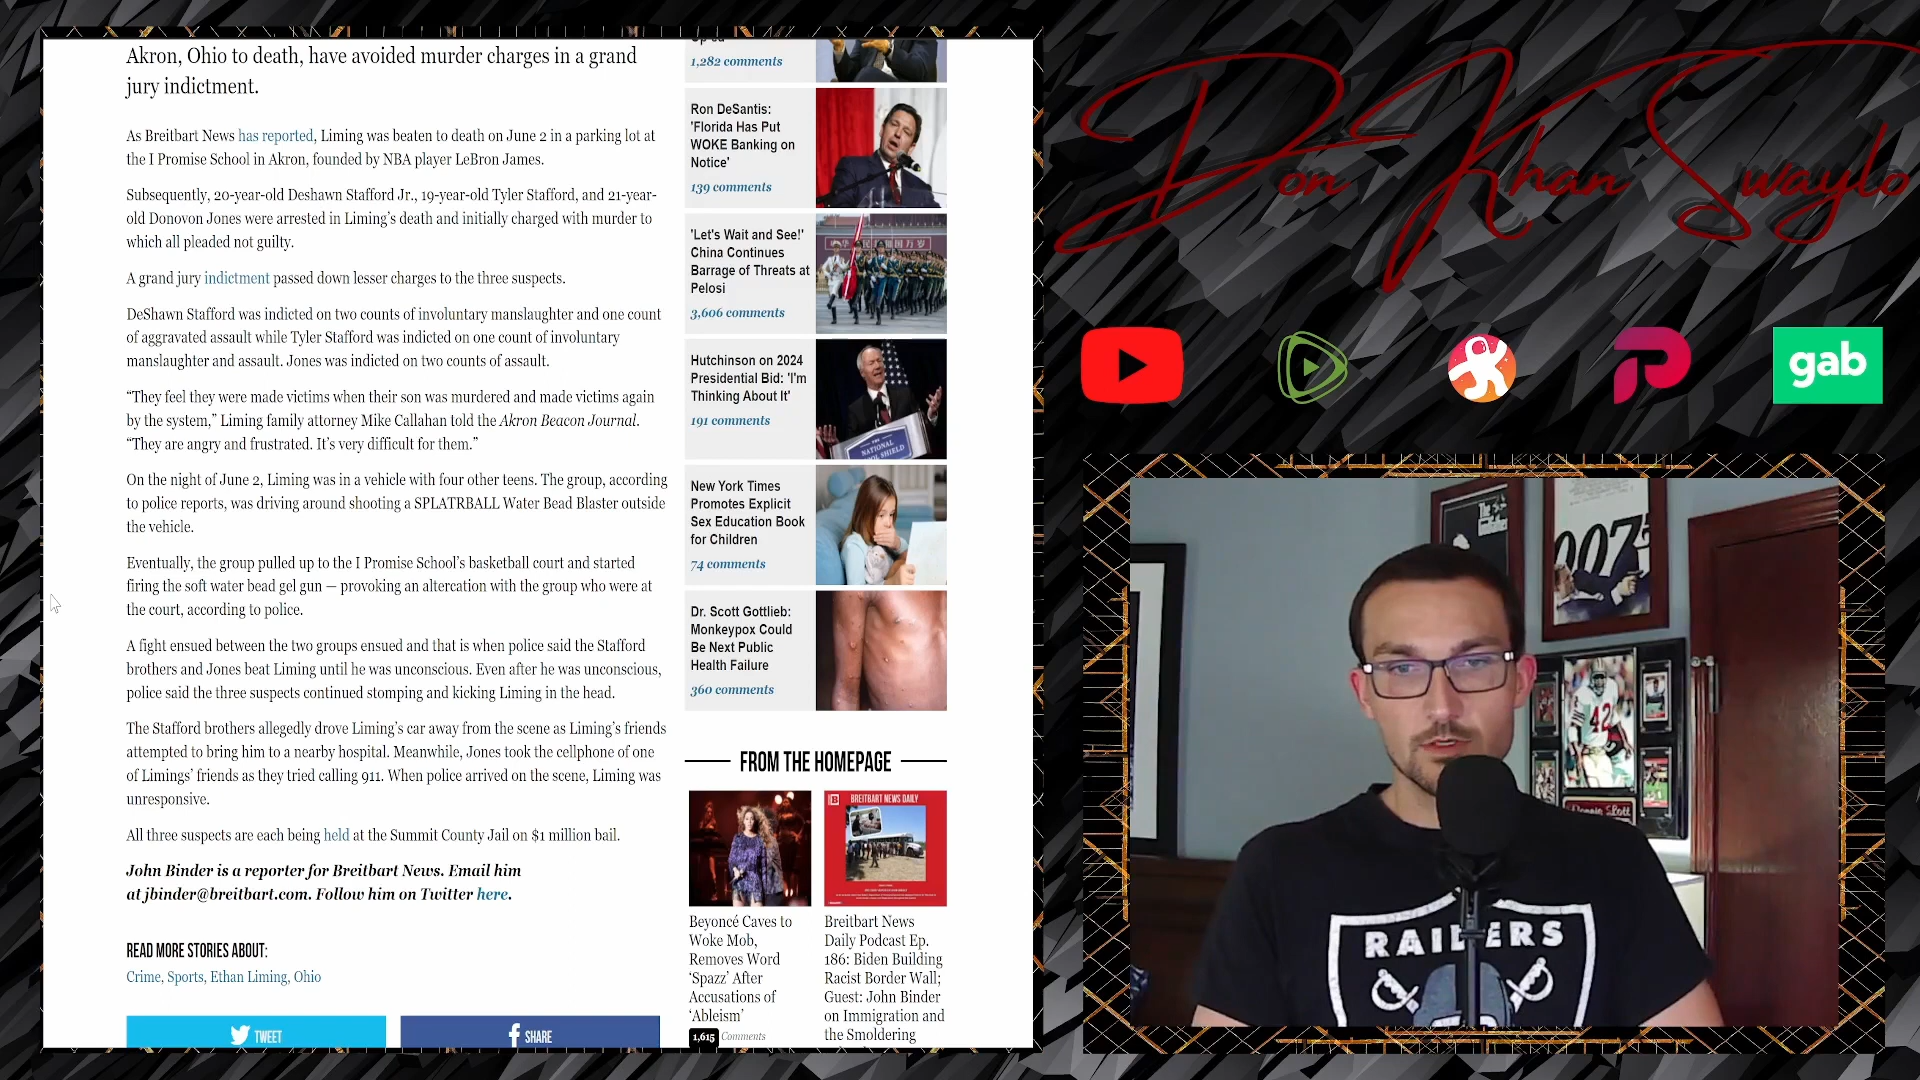 Akron, Ohio to death, have avoided murder charges in a grand
jury indictment.
As Breitbart News has reported, Liming was beaten to death on June 2 in a parking lot at
the I Promise School in Akron, founded by NBA player LeBron James.
Subsequently, 20-year-old Deshawn Stafford Jr., 19-year-old Tyler Stafford, and 21-year-
old Donovon Jones were arrested in Liming’s death and initially charged with murder to
which all pleaded not guilty.
A grand jury indictment passed down lesser charges to the three suspects.
DeShawn Stafford was indicted on two counts of involuntary manslaughter and one count
of aggravated assault while Tyler Stafford was indicted on one count of involuntary
manslaughter and assault. Jones was indicted on two counts of assault.
“They feel they were made victims when their son was murdered and made victims again
by the system,” Liming family attorney Mike Callahan told the Akron Beacon Journal.
“They are angry and frustrated. It’s very difficult for them.”
On the night of June 2, Liming was in a vehicle with four other teens. The group, according
to police reports, was driving around shooting a SPLATRBALL Water Bead Blaster outside
the vehicle.
Eventually, the group pulled up to the I Promise School’s basketball court and started
firing the soft water bead gel gun — provoking an altercation with the group who were at
the court, according to police.
A fight ensued between the two groups ensued and that is when police said the Stafford
brothers and Jones beat Liming until he was unconscious. Even after he was unconscious,
police said the three suspects continued stomping and kicking Liming in the head.
The Stafford brothers allegedly drove Liming’s car away from the scene as Liming’s friends
attempted to bring him to a nearby hospital. Meanwhile, Jones took the cellphone of one
of Limings’ friends as they tried calling 911. When police arrived on the scene, Liming was
unresponsive.
All three suspects are each being held at the Summit County Jail on $1 million bail.
John Binder is a reporter for Breitbart News. Email him
at jbinder@breitbart.com. Follow him on Twitter here.
READ MORE STORIES ABOUT:
Crime, Sports, Ethan Liming, Ohio
TWEET
SHARE
1,282 comments
Ron DeSantis:
'Florida Has Put
WOKE Banking on
Notice'
139 comments
'Let's Wait and See!'
China Continues
Barrage of Threats at
Pelosi
3,606 comments
Hutchinson on 2024
Presidential Bid: 'I'm
Thinking About It'
191 comments
NATIONAL
New York Times
Promotes Explicit
Sex Education Book
for Children
74 comments
Dr. Scott Gottlieb:
Monkeypox Could
Be Next Public
Health Failure
360 comments
FROM THE HOMEPAGE
BREITBART NEWS DAILY
Beyoncé Caves to
Woke Mob,
Removes Word
‘Spazz’ After
Accusations of
‘Ableism’
1,615 Comments
Breitbart News
Daily Podcast Ep.
186: Biden Building
Racist Border Wall;
Guest: John Binder
on Immigration and
the Smoldering
Don Khan Swaylo
gab
007
42
RAIDERS